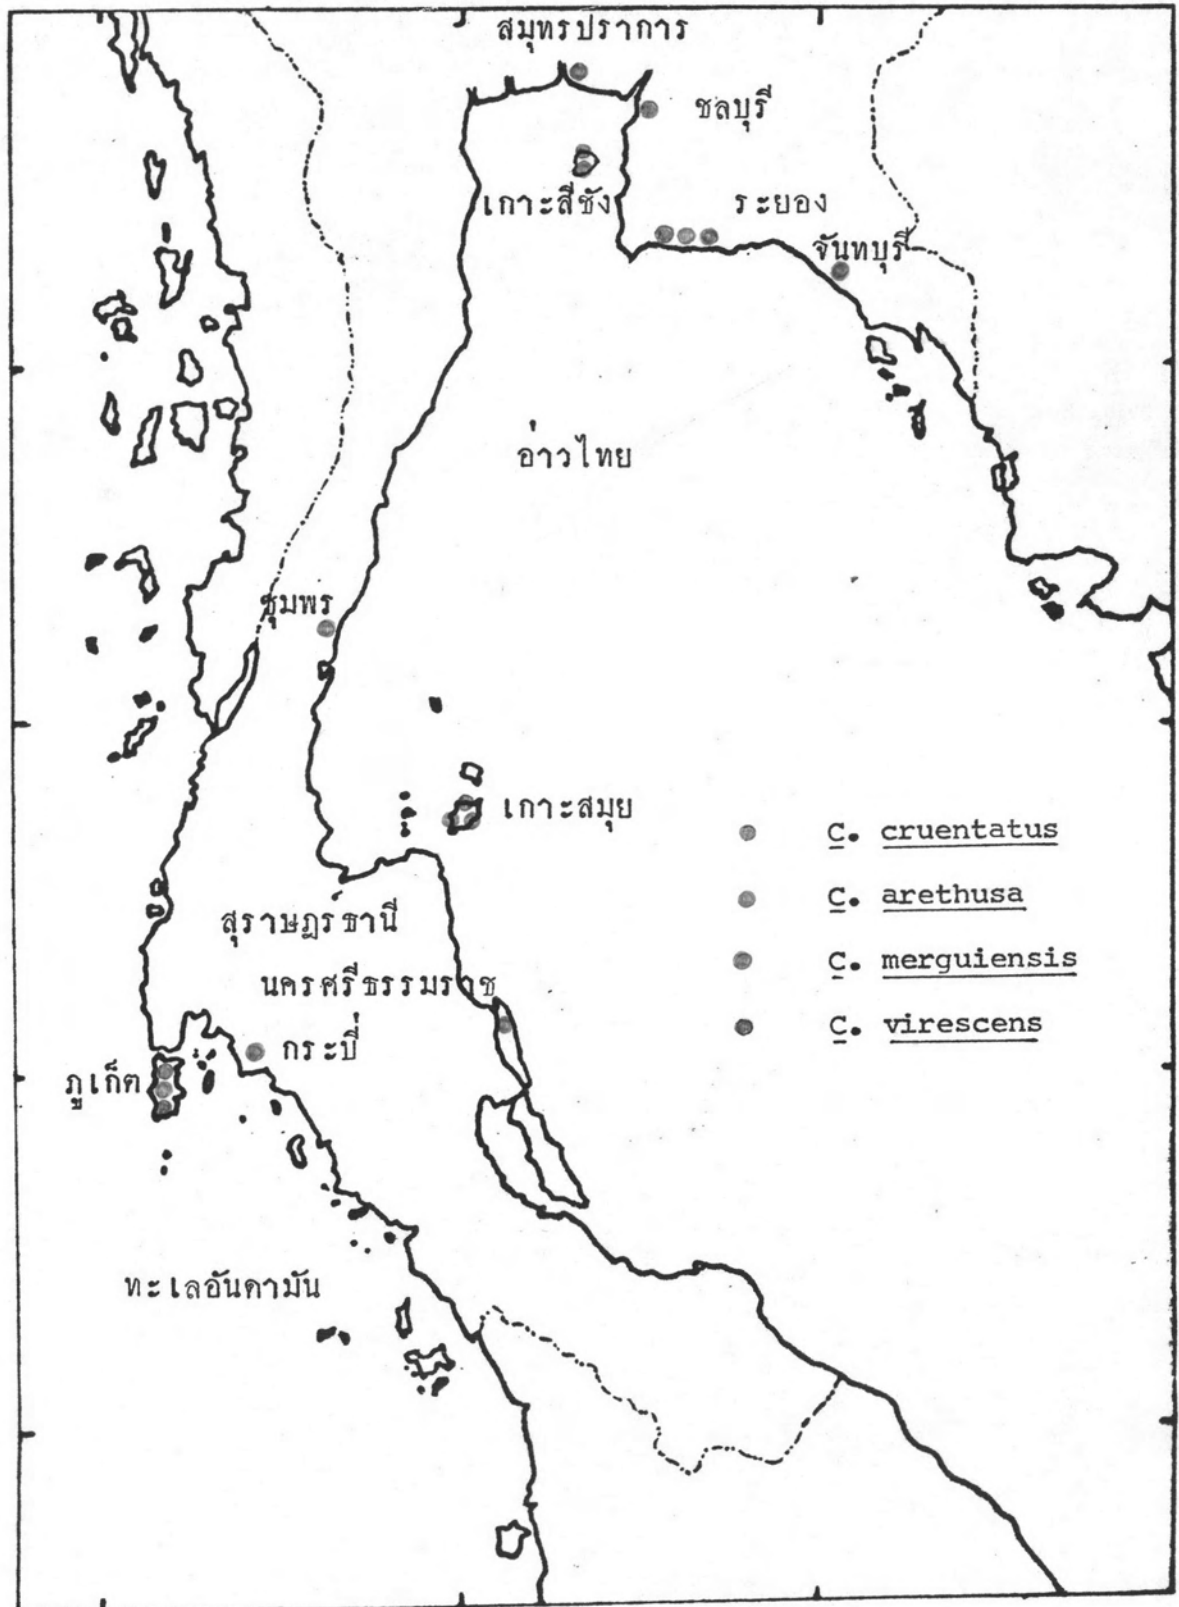 สมุทรปราการ
ชลบุรี
เกาะสีชัง
ระยอง
จันทบุรี
อ่าวไทย
ชุมพร
เกาะสมุย
C. cruentatus
C. arethusa
C. merguiensis
C. virescens
สุราษฎร์ธานี
นครศรีธรรมราช
กระบี่
ภูเก็ต
ทะเลอันดามัน